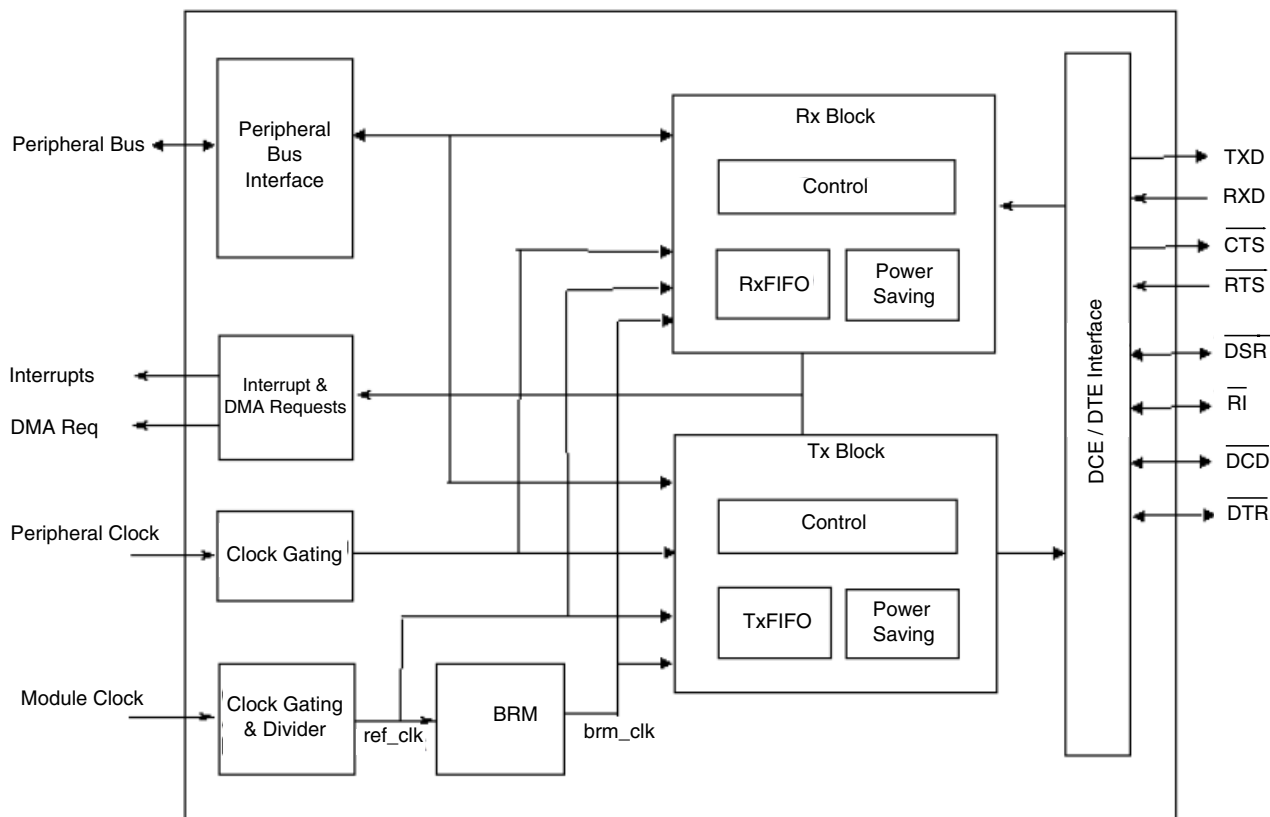 Peripheral Bus
Peripheral
Bus
Interface
Rx Block
Control
RxFIFO
Power
Saving
TXD
RXD
CTS
RTS
DSR
RI
DCD
DTR
DCE / DTE Interface
Interrupts
DMA Req
Interrupt &
DMA Requests
Tx Block
Control
TxFIFO
Power
Saving
Peripheral Clock
Clock Gating
Module Clock
Clock Gating
& Divider
ref_clk
BRM
brm_clk